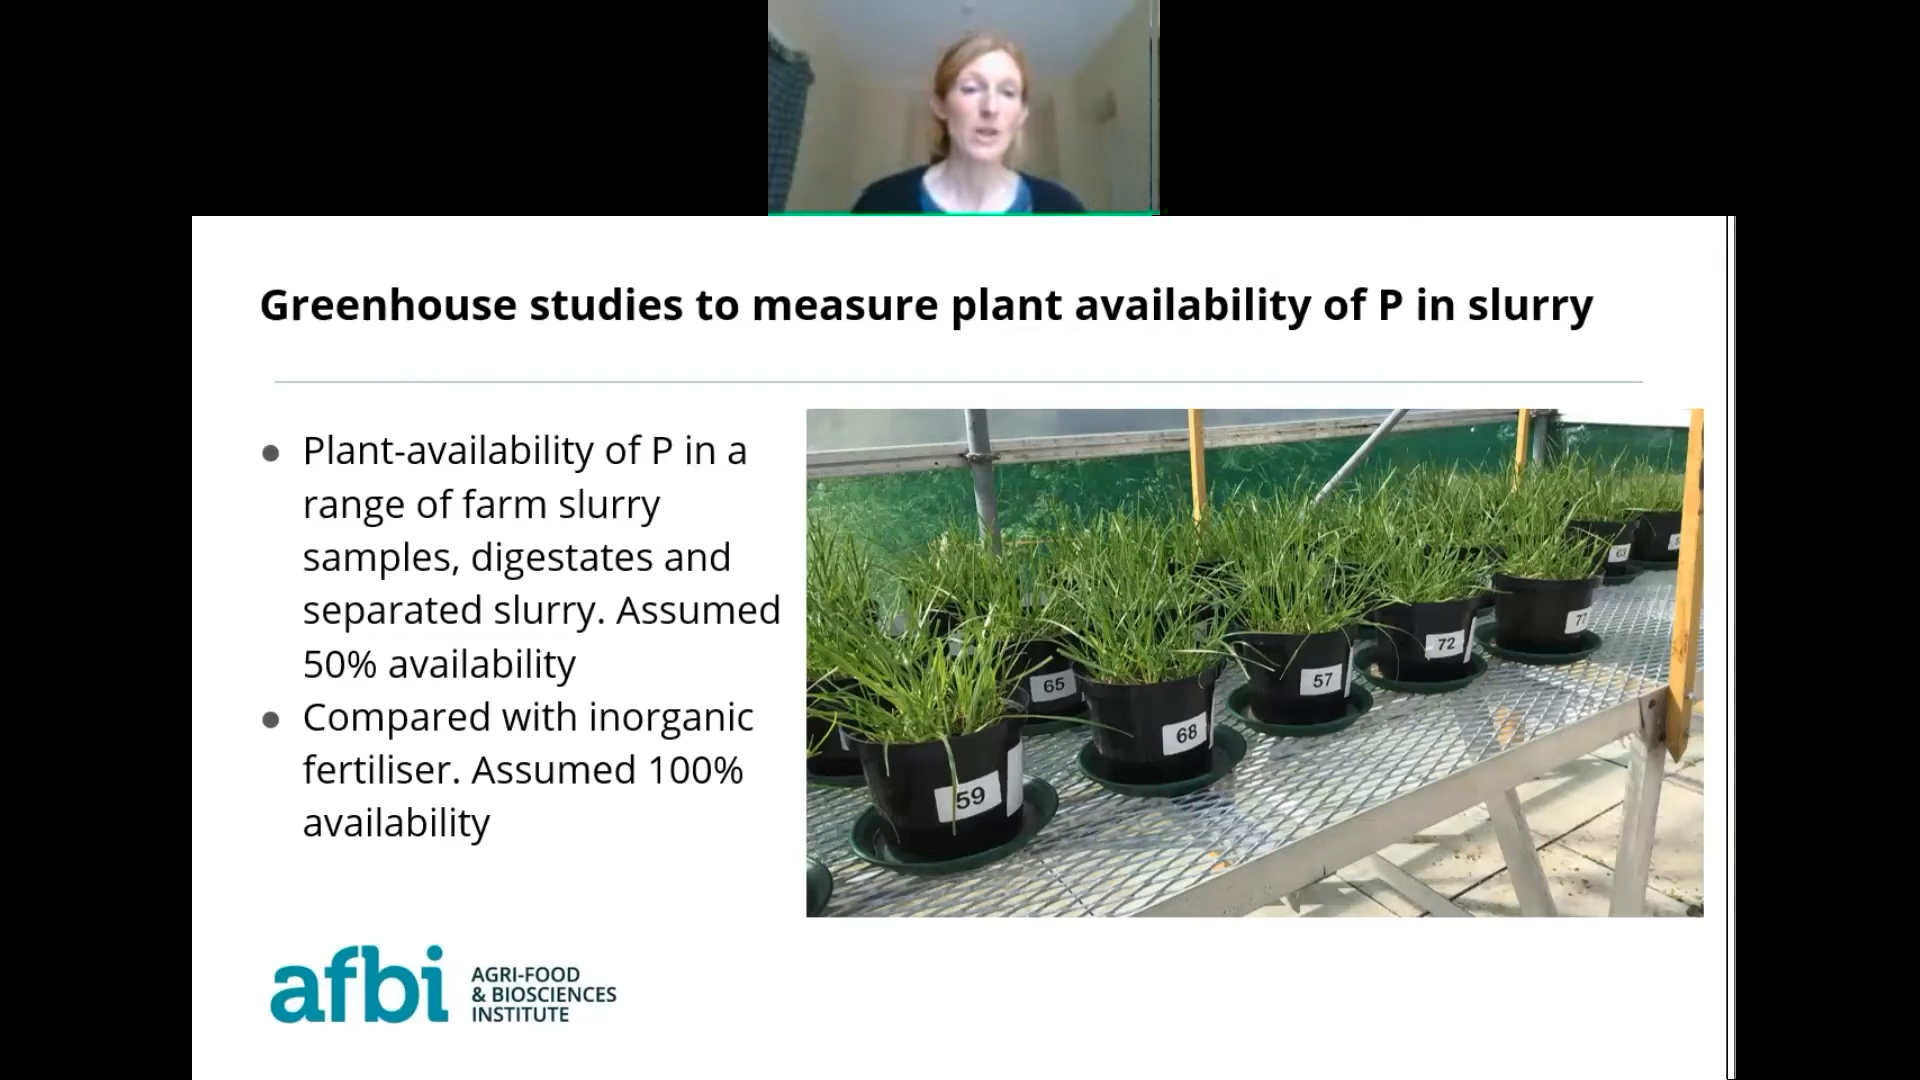 Greenhouse studies to measure plant availability of P in slurry
● Plant-availability of P in a
range of farm slurry
samples, digestates and
separated slurry. Assumed
50% availability
● Compared with inorganic
fertiliser. Assumed 100%
availability
65
59
68
57
72
77
63
afbi
AGRI-FOOD
& BIOSCIENCES
INSTITUTE